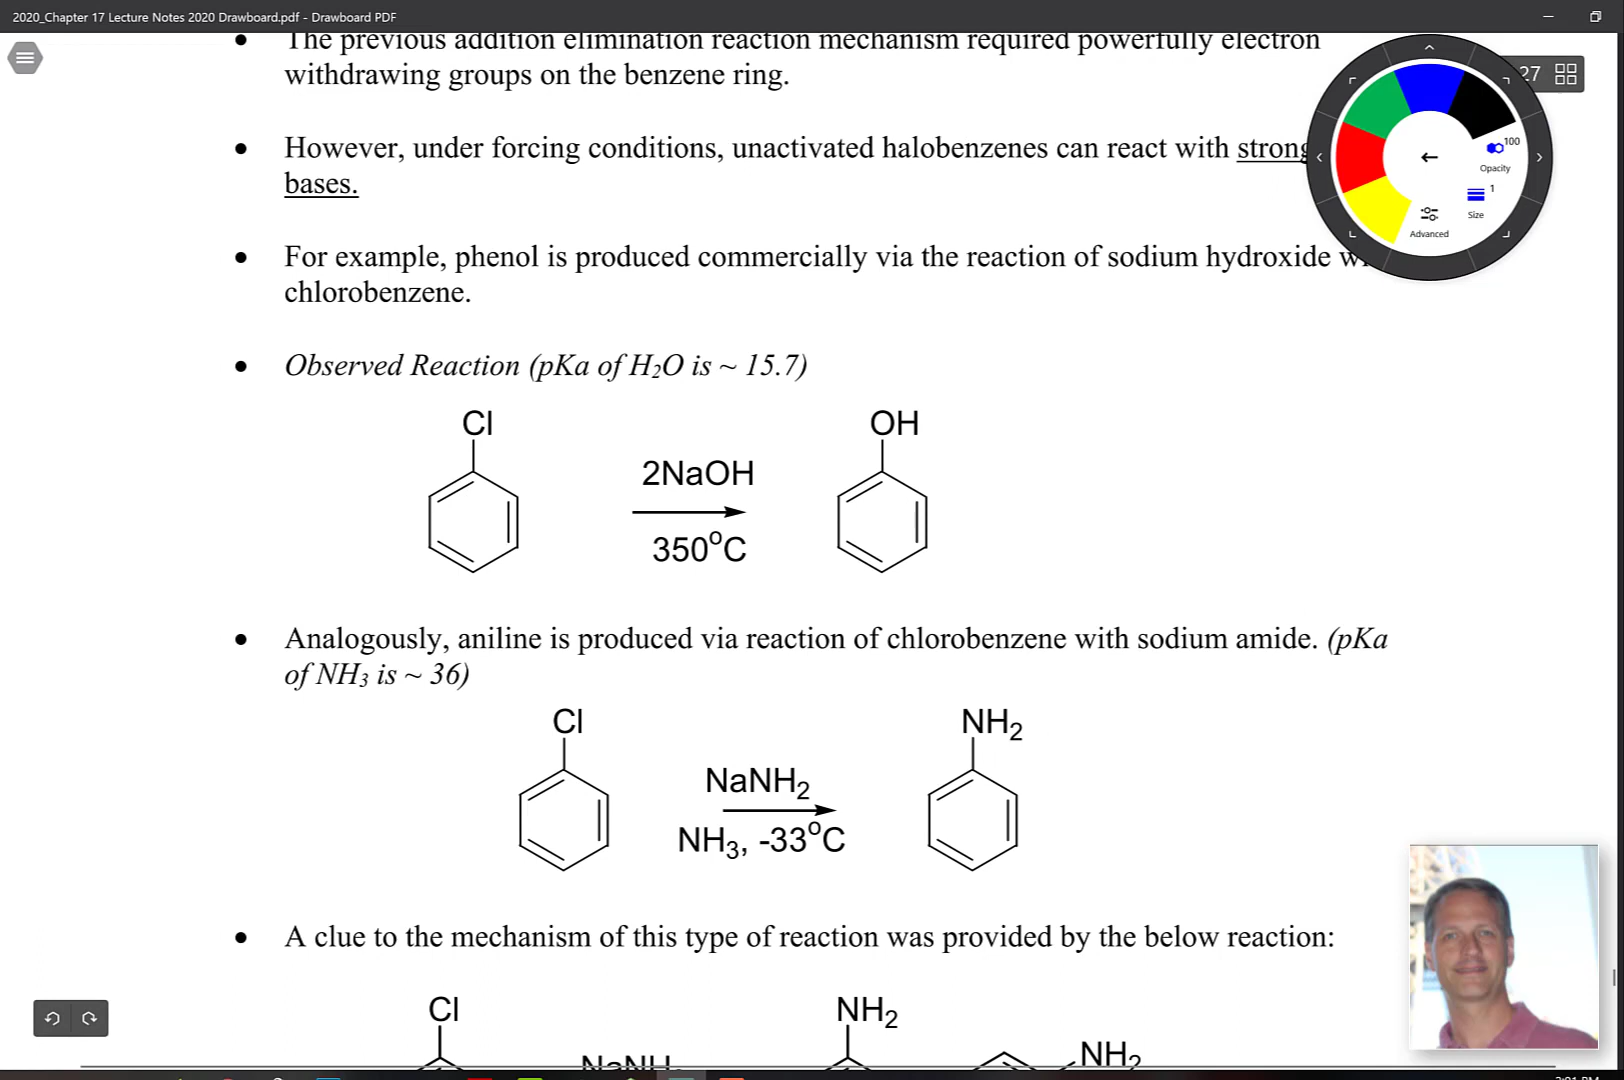 2020_Chapter 17 Lecture Notes 2020 Drawboard.pdf - Drawboard PDF
The previous addition elimination reaction mechanism required powerfully electron
withdrawing groups on the benzene ring.
27
However, under forcing conditions, unactivated halobenzenes can react with strong
bases.
100
Opacity
1
Size
Advanced
For example, phenol is produced commercially via the reaction of sodium hydroxide
chlorobenzene.
Observed Reaction (pKa of H₂O is ~ 15.7)
Cl
OH
2NaOH
350°C
Analogously, aniline is produced via reaction of chlorobenzene with sodium amide. (pKa
of NH₃ is ~ 36)
Cl
NH₂
NaNH₂
NH₃, -33°C
A clue to the mechanism of this type of reaction was provided by the below reaction:
Cl
NH₂
NH₂